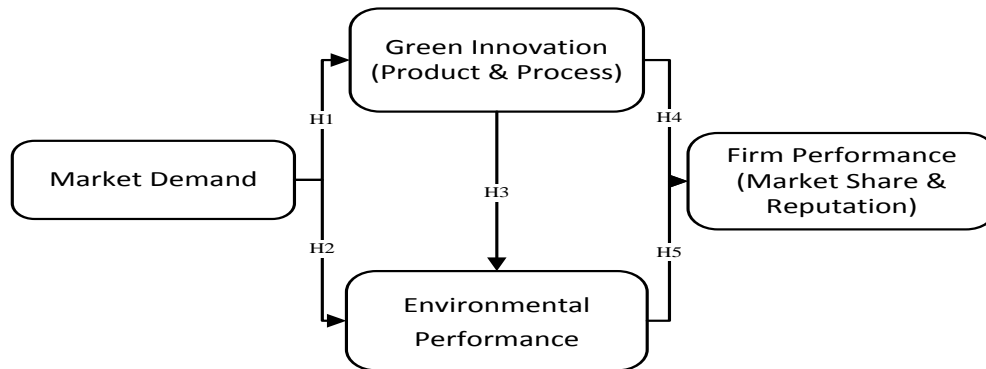 Green Innovation
(Product & Process)
H1
H4
Market Demand
H3
Firm Performance
(Market Share &
Reputation)
H2
H5
Environmental
Performance